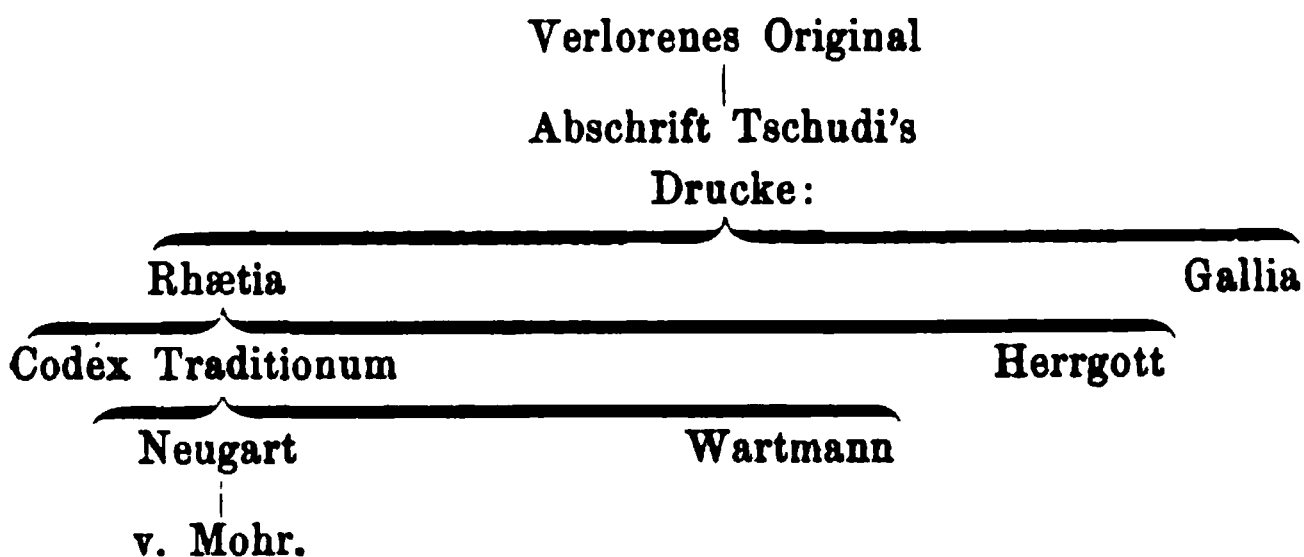 Verlorenes Original
Abschrift Tschudi's
Drucke:
Rhætia Gallia
Codex Traditionum Herrgott
Neugart Wartmann
v. Mohr.